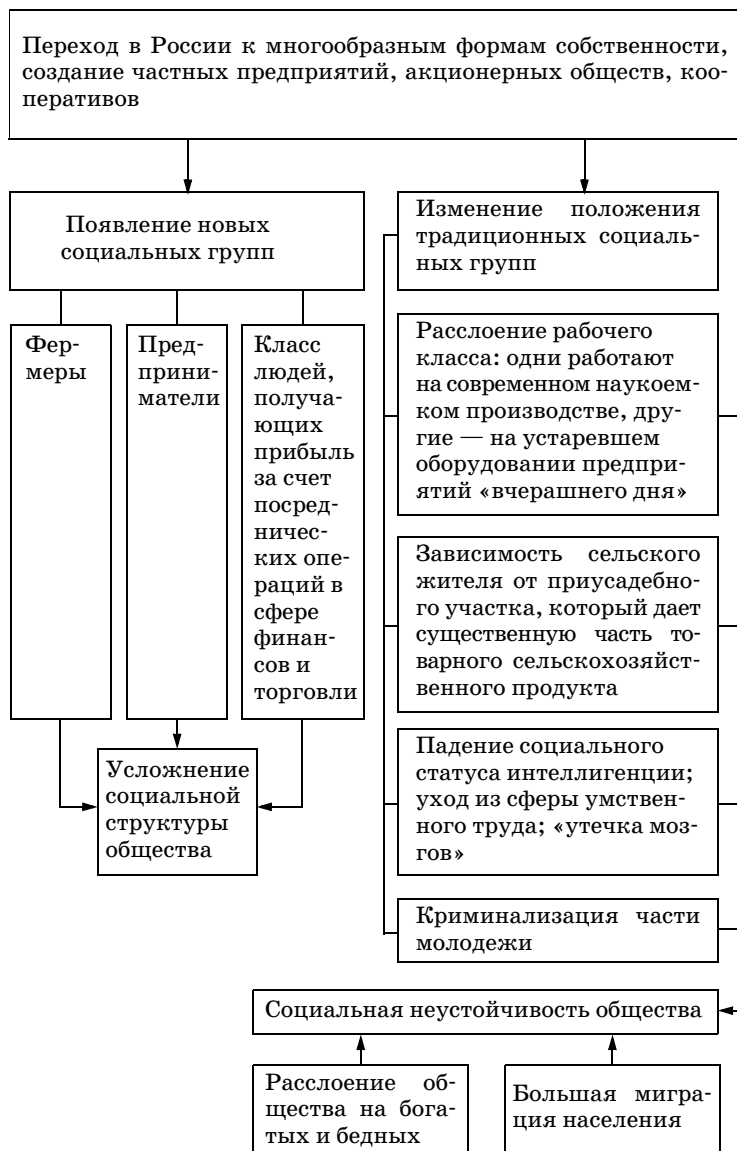 Переход в России к многообразным формам собственности,
создание частных предприятий, акционерных обществ, коо-
перативов
Появление новых
социальных групп
Фер-
меры
Пред-
прини-
матели
Класс
людей,
получа-
ющих
прибыль
за счет
посред-
ничес-
ких опе-
раций в
сфере
финан-
сов и
торговли
Усложнение
социальной
структуры
общества
Изменение положения
традиционных социаль-
ных групп
Расслоение рабочего
класса: одни работают
на современном наукоем-
ком производстве, дру-
гие — на устаревшем
оборудовании предпри-
ятий «вчерашнего дня»
Зависимость сельского
жителя от приусадебно-
го участка, который дает
существенную часть то-
варного сельскохозяйст-
венного продукта
Падение социального
статуса интеллигенции;
уход из сферы умствен-
ного труда; «утечка моз-
гов»
Криминализация части
молодежи
Социальная неустойчивость общества
Расслоение об-
щества на бога-
тых и бедных
Большая мигра-
ция населения